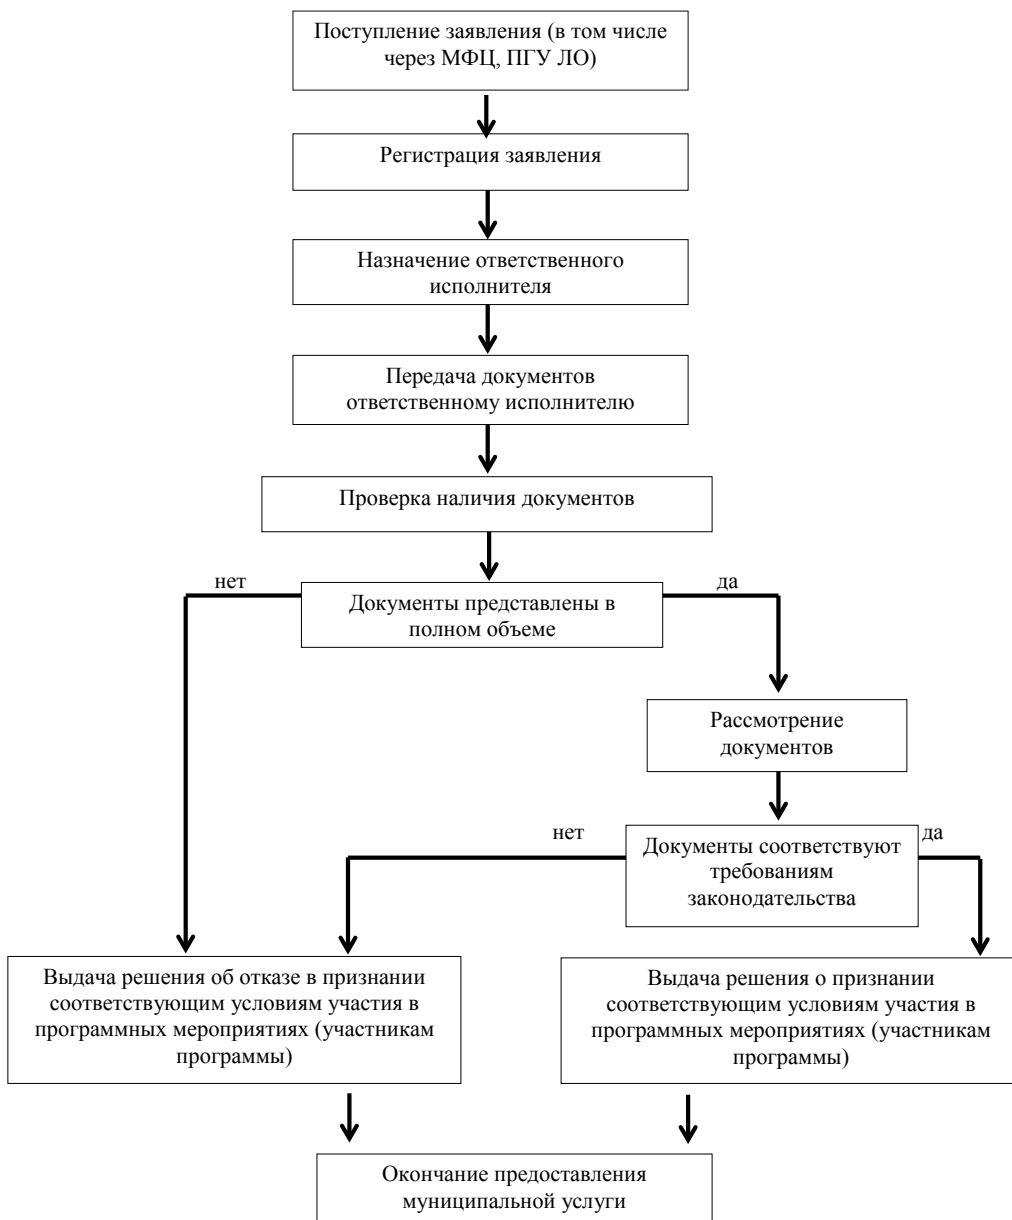 Поступление заявления (в том числе
через МФЦ, ПГУ ЛО)
Регистрация заявления
Назначение ответственного
исполнителя
Передача документов
ответственному исполнителю
Проверка наличия документов
нет
да
Документы представлены в
полном объеме
Рассмотрение
документов
нет
да
Документы соответствуют
требованиям
законодательства
Выдача решения об отказе в признании
соответствующим условиям участия в
программных мероприятиях (участникам
программы)
Выдача решения о признании
соответствующим условиям участия в
программных мероприятиях (участникам
программы)
Окончание предоставления
муниципальной услуги